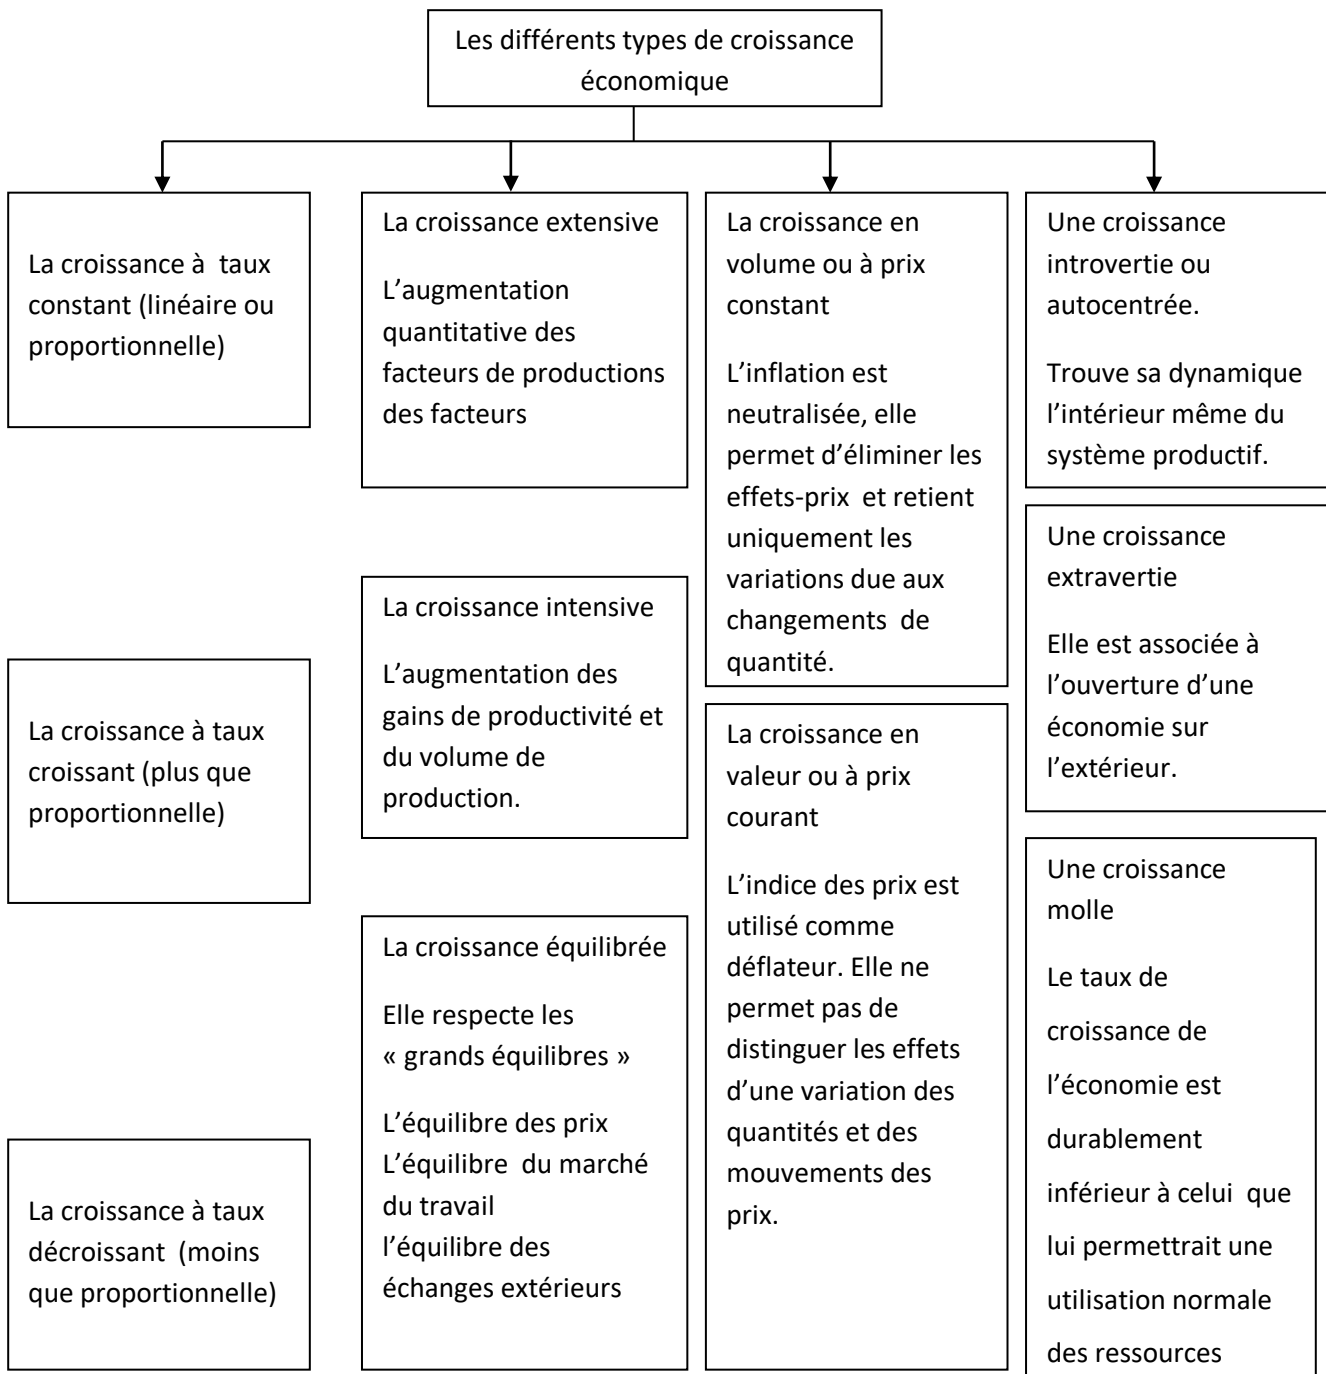 Les différents types de croissance
économique
La croissance à  taux
constant (linéaire ou
proportionnelle)
La croissance à taux
croissant (plus que
proportionnelle)
La croissance à taux
décroissant  (moins
que proportionnelle)
La croissance extensive
L’augmentation
quantitative des
facteurs de productions
des facteurs
La croissance intensive
L’augmentation des
gains de productivité et
du volume de
production.
La croissance équilibrée
Elle respecte les
« grands équilibres »
L’équilibre des prix
L’équilibre  du marché
du travail
l’équilibre des
échanges extérieurs
La croissance en
volume ou à prix
constant
L’inflation est
neutralisée, elle
permet d’éliminer les
effets-prix  et retient
uniquement les
variations due aux
changements  de
quantité.
La croissance en
valeur ou à prix
courant
L’indice des prix est
utilisé comme
déflateur. Elle ne
permet pas de
distinguer les effets
d’une variation des
quantités et des
mouvements des
prix.
Une croissance
introvertie ou
autocentrée.
Trouve sa dynamique
l’intérieur même du
système productif.
Une croissance
extravertie
Elle est associée à
l’ouverture d’une
économie sur
l’extérieur.
Une croissance
molle
Le taux de
croissance de
l’économie est
durablement
inférieur à celui  que
lui permettrait une
utilisation normale
des ressources